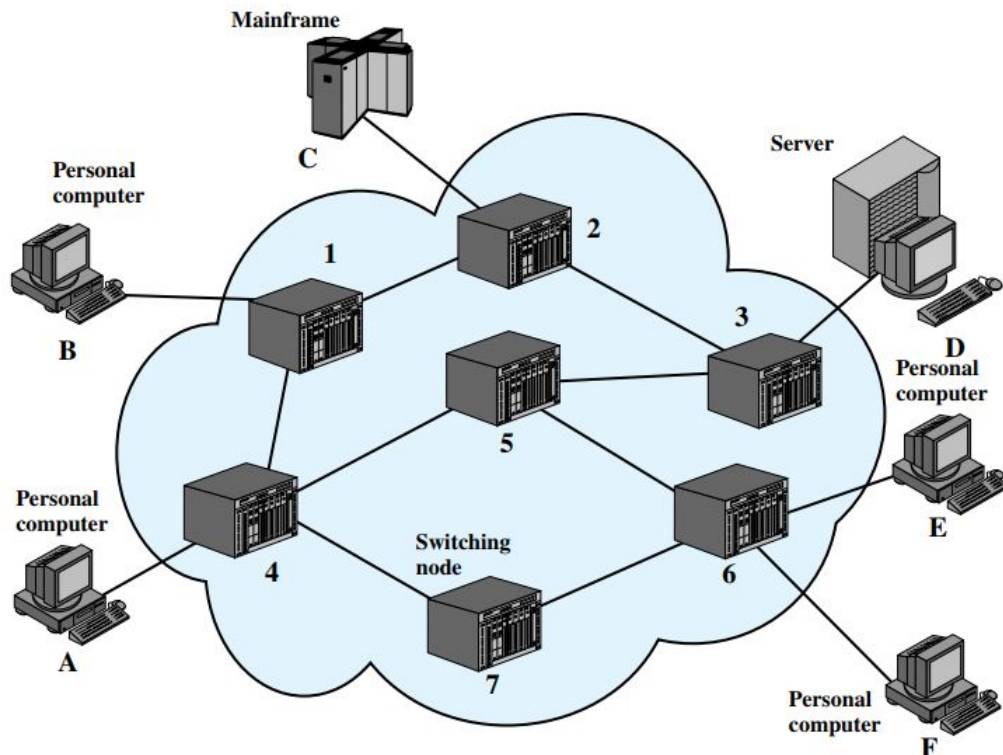 Mainframe
C
Server
Personal
computer
2
1
3
B
D
Personal
computer
5
Personal
computer
Switching
node
E
4
6
A
7
Personal
computer
F